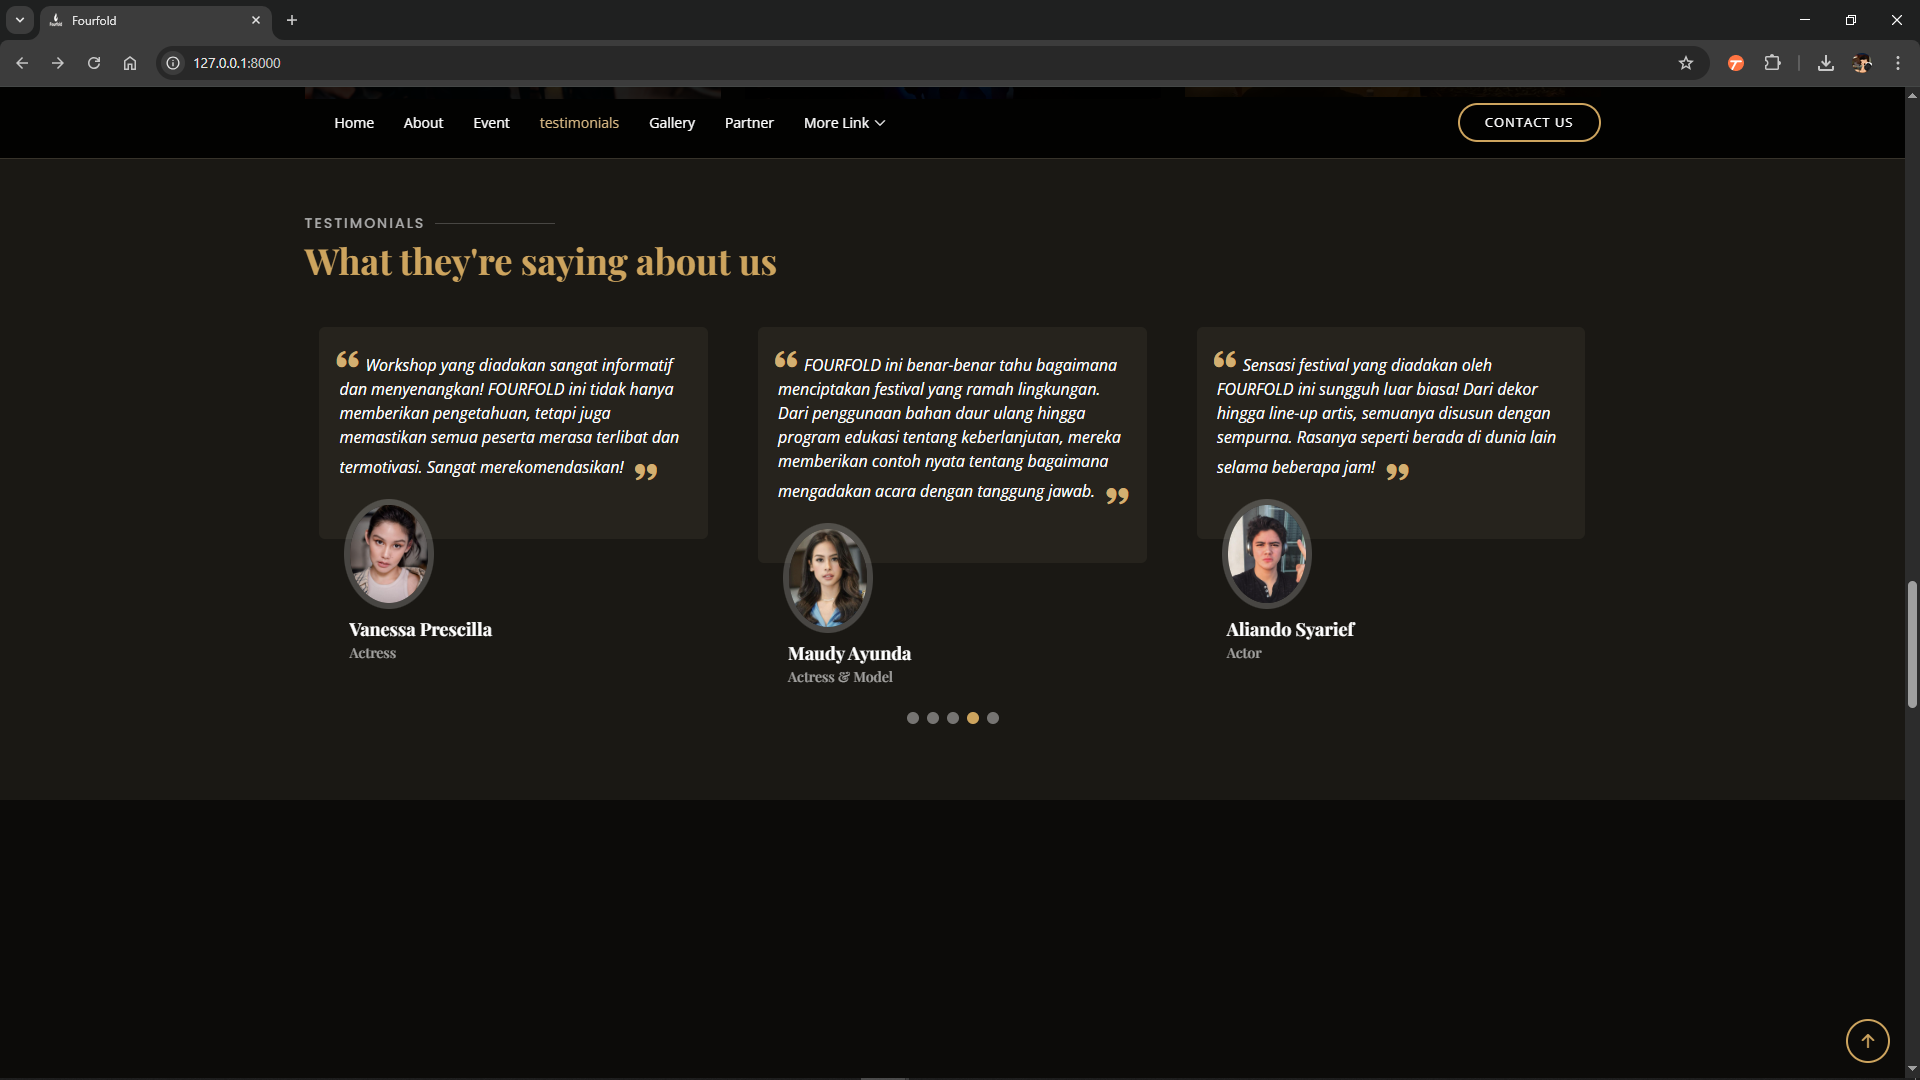 Fourfold
127.0.0.1:8000
Home About Event testimonials Gallery Partner More Link CONTACT US
TESTIMONIALS
What they're saying about us
Workshop yang diadakan sangat informatif
dan menyenangkan! FOURFOLD ini tidak hanya
memberikan pengetahuan, tetapi juga
memastikan semua peserta merasa terlibat dan
termotivasi. Sangat merekomendasikan!
Vanessa Prescilla
Actress
FOURFOLD ini benar-benar tahu bagaimana
menciptakan festival yang ramah lingkungan.
Dari penggunaan bahan daur ulang hingga
program edukasi tentang keberlanjutan, mereka
memberikan contoh nyata tentang bagaimana
mengadakan acara dengan tanggung jawab.
Maudy Ayunda
Actress & Model
Sensasi festival yang diadakan oleh
FOURFOLD ini sungguh luar biasa! Dari dekor
hingga line-up artis, semuanya disusun dengan
sempurna. Rasanya seperti berada di dunia lain
selama beberapa jam!
Aliando Syarief
Actor